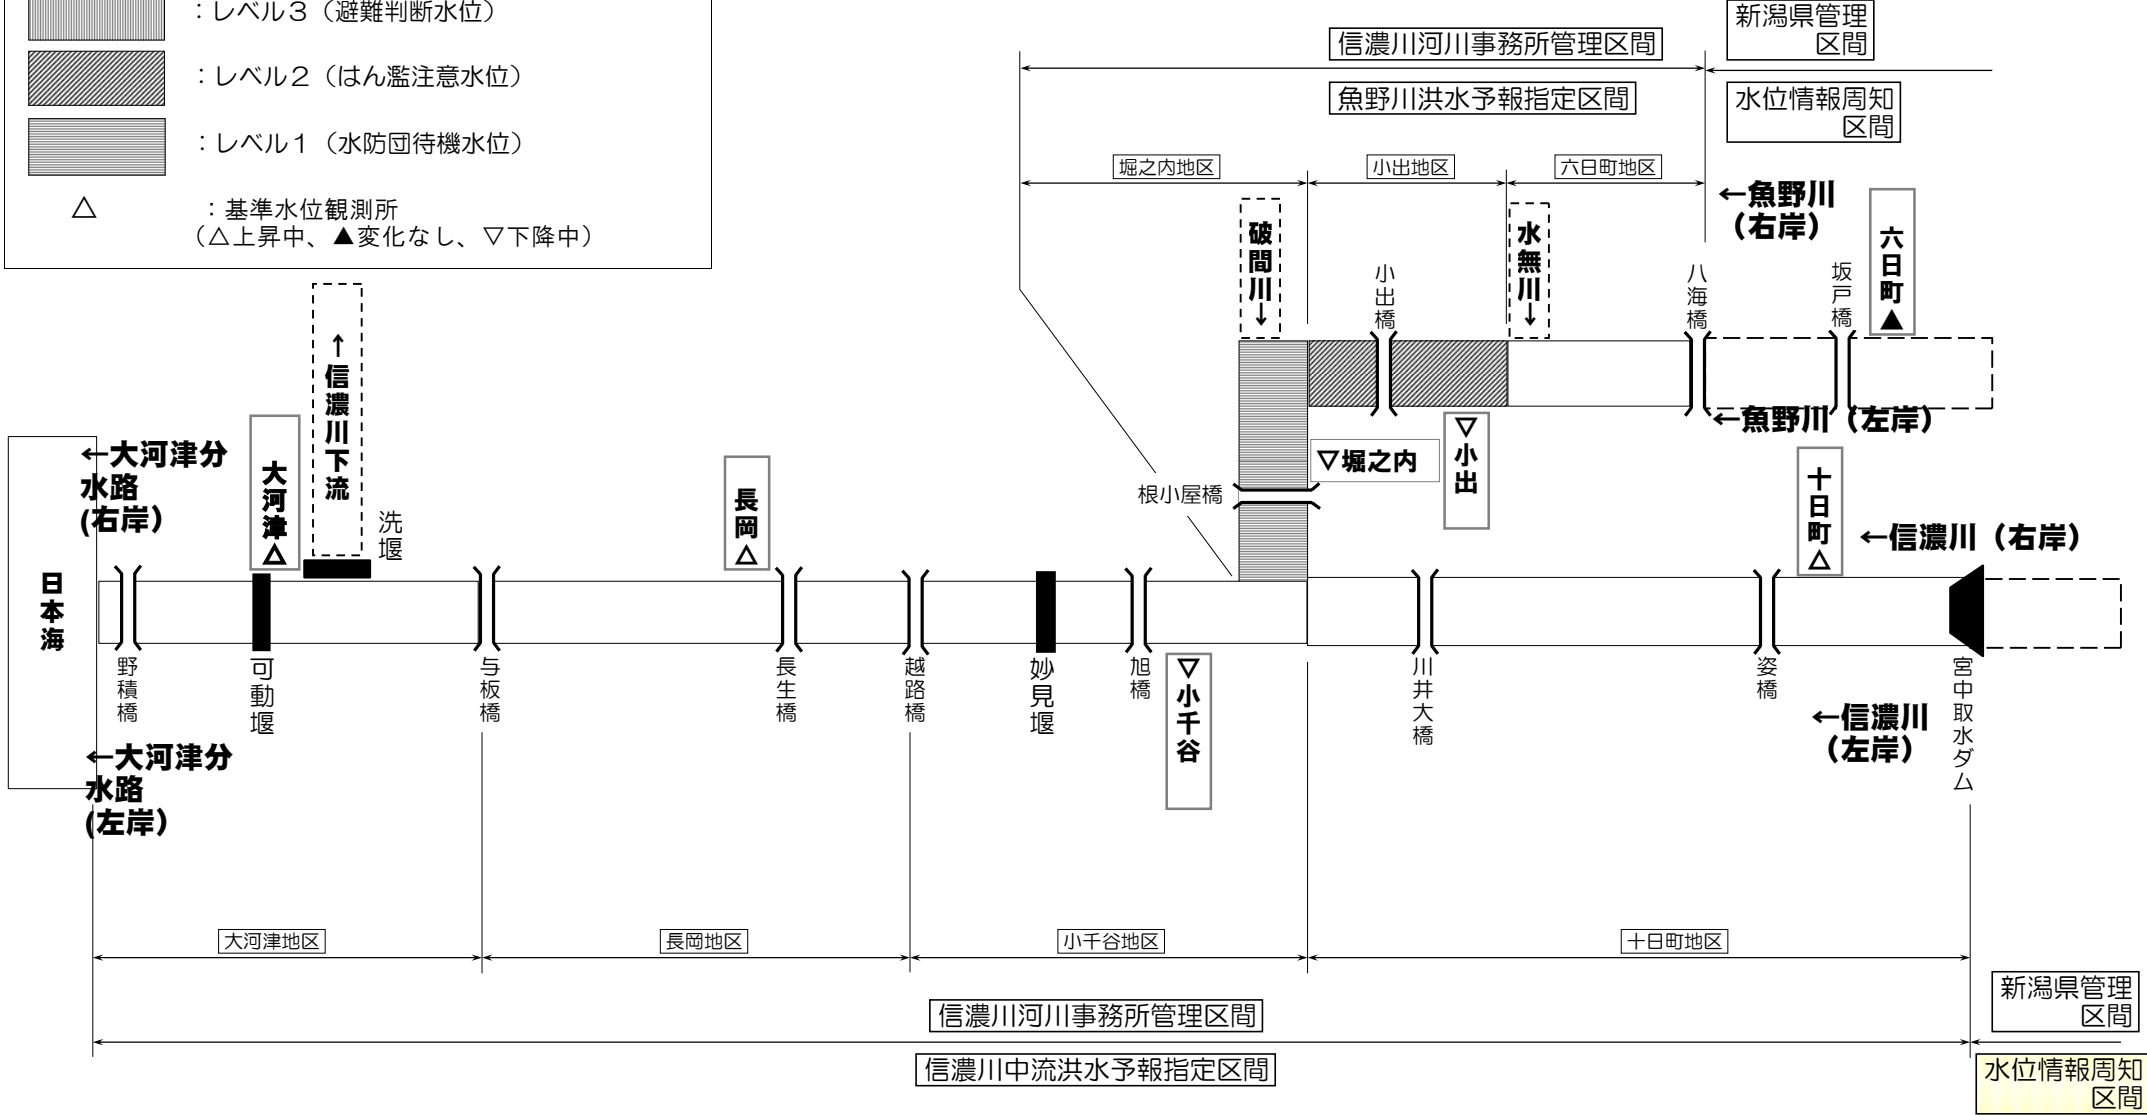 ：レベル３（避難判断水位）
：レベル２（はん濫注意水位）
：レベル１（水防団待機水位）
△
：基準水位観測所
（△上昇中、▲変化なし、▽下降中）
信濃川河川事務所管理区間
魚野川洪水予報指定区間
新潟県管理
区間
水位情報周知
区間
堀之内地区
小出地区
六日町地区
←魚野川
（右岸）
六日町▲
破間川→
小出橋
水無川→
八海橋
坂戸橋
←魚野川（左岸）
▽堀之内
▽小出
根小屋橋
←信濃川下流
洗堰
←大河津分
水路
(右岸）
大河津△
長岡△
十日町△
←信濃川（右岸）
日本海
野積橋
可動堰
与板橋
長生橋
越路橋
妙見堰
旭橋
▽小千谷
川井大橋
姿橋
宮中取水ダム
←信濃川
（左岸）
←大河津分
水路
(左岸）
大河津地区
長岡地区
小千谷地区
十日町地区
信濃川河川事務所管理区間
信濃川中流洪水予報指定区間
新潟県管理
区間
水位情報周知
区間